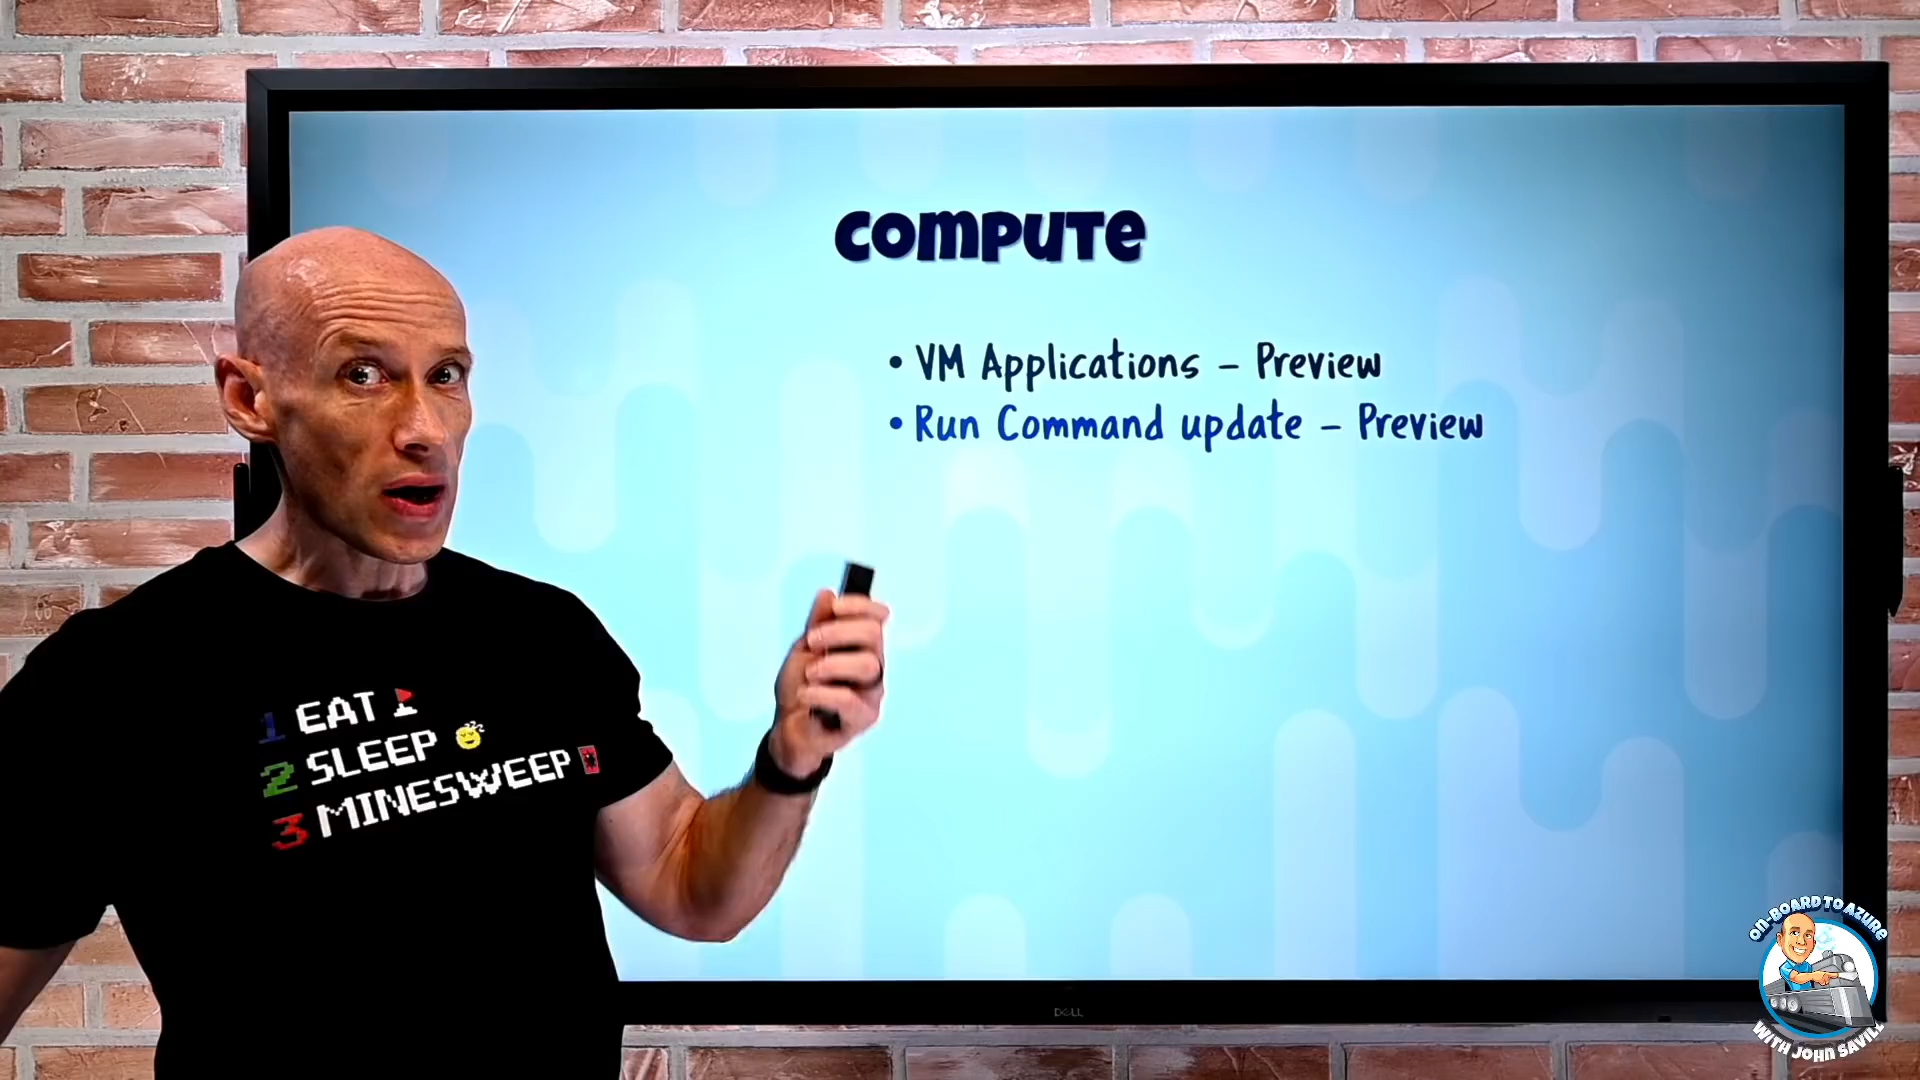 COMPUTE
• VM Applications – Preview
• Run Command update – Preview
1 EAT
2 SLEEP
3 MINESWEEP
DELL
ON-BOARD TO AZURE
WITH JOHN SAVILL